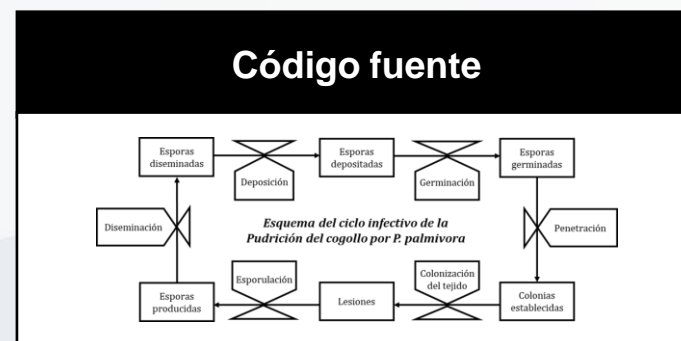 Código fuente
Esporas
diseminadas
Deposición
Esporas
depositadas
Germinación
Esporas
germinadas
Diseminación
Esquema del ciclo infectivo de la
Pudrición del cogollo por P. palmivora
Penetración
Esporas
producidas
Esporulación
Lesiones
Colonización
del tejido
Colonias
establecidas